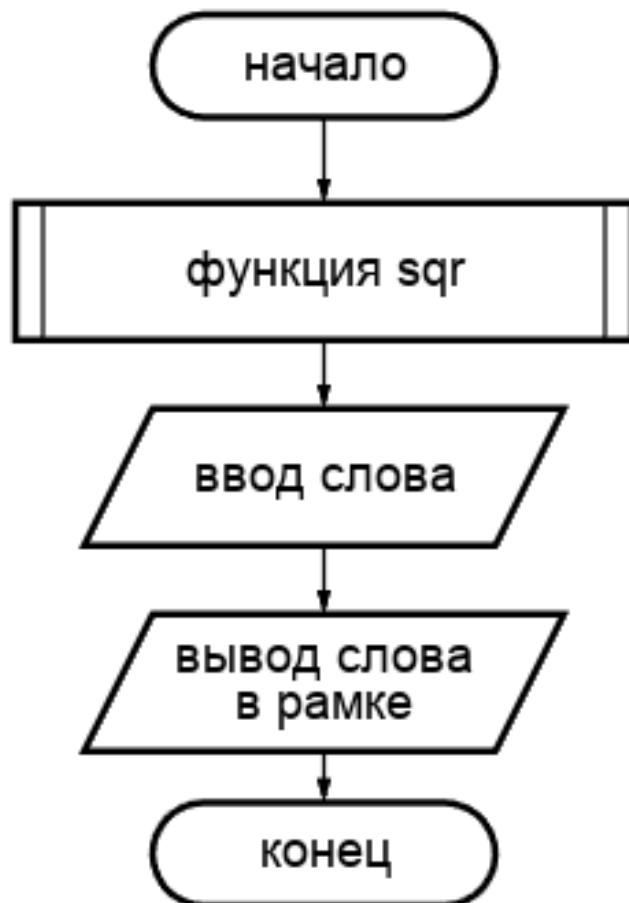 начало
функция sqr
ввод слова
вывод слова
в рамке
конец